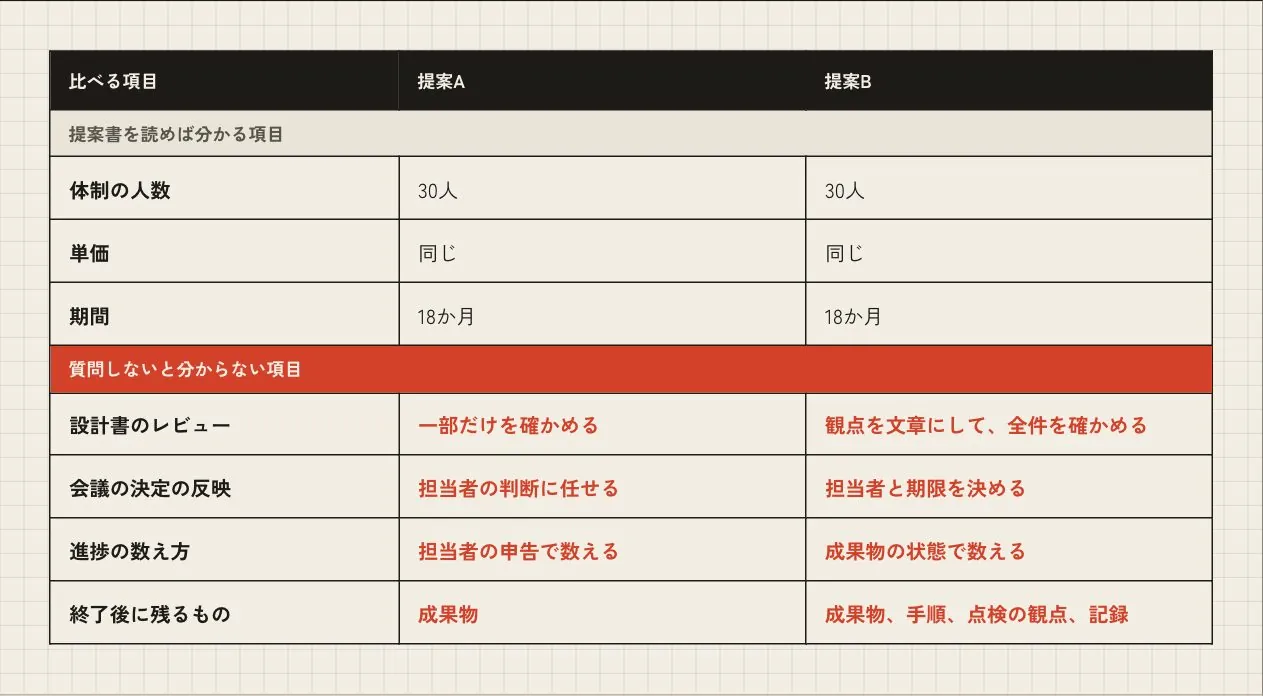 比べる項目 提案A 提案B
提案書を読めば分かる項目
体制の人数 30人 30人
単価 同じ 同じ
期間 18か月 18か月
質問しないと分からない項目
設計書のレビュー 一部だけを確かめる 観点を文章にして、全件を確かめる
会議の決定の反映 担当者の判断に任せる 担当者と期限を決める
進捗の数え方 担当者の申告で数える 成果物の状態で数える
終了後に残るもの 成果物 成果物、手順、点検の観点、記録